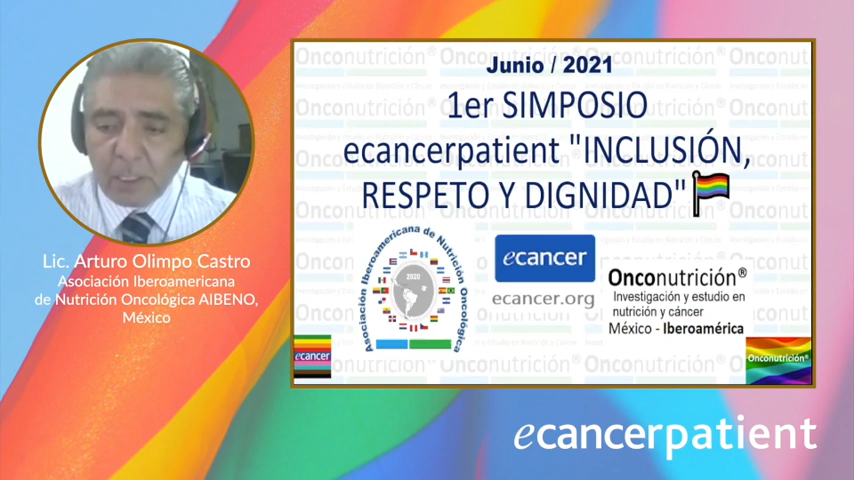 Junio / 2021
1er SIMPOSIO
ecancerpatient "INCLUSIÓN,
RESPETO Y DIGNIDAD"
Lic. Arturo Olimpo Castro
Asociación Iberoamericana
de Nutrición Oncológica AIBENO,
México
Asociación Iberoamericana de Nutrición Oncológica
2020
ecancer
ecancer.org
Onconutrición®
Investigación y estudio en
nutrición y cáncer
México - Iberoamérica
ecancer
Onconutrición®
ecancerpatient